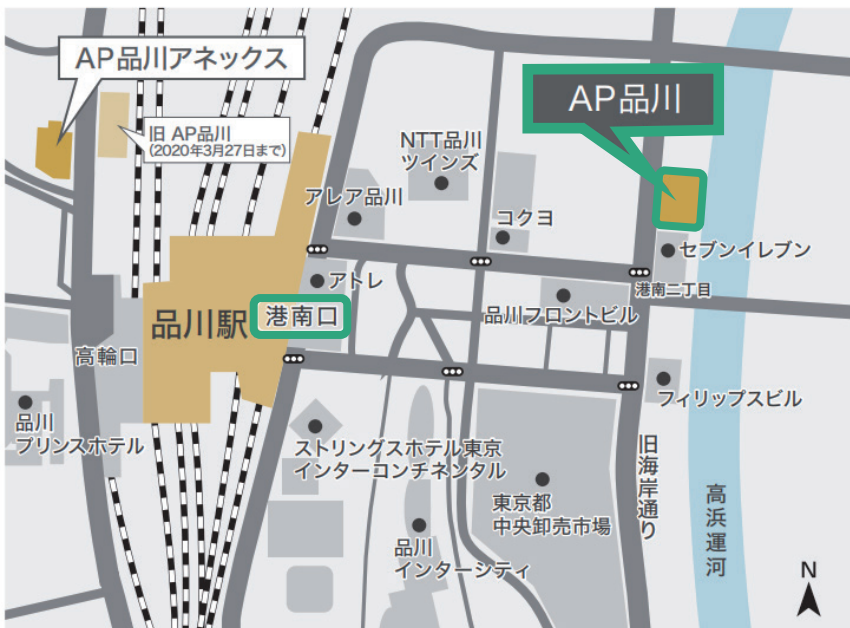 AP品川アネックス
旧 AP品川
(2020年3月27日まで)
AP品川
NTT品川
ツインズ
アレア品川
コクヨ
セブンイレブン
アトレ
港南二丁目
品川駅
港南口
品川フロントビル
高輪口
フィリップスビル
品川
プリンスホテル
ストリングスホテル東京
インターコンチネンタル
旧海岸通り
東京都
中央卸売市場
高浜運河
品川
インターシティ
N